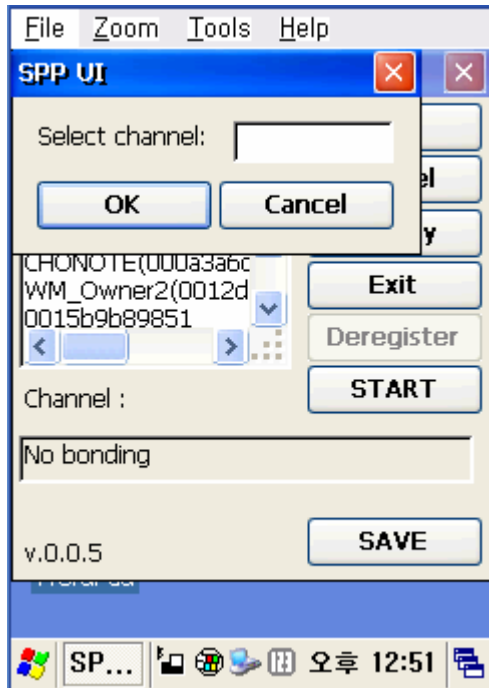 File Zoom Tools Help
SPP UI
Select channel:
OK Cancel
CHONOTE(000a3a6c
WM_Owner2(0012d
0015b9b89851
Exit
Deregister
START
Channel :
No bonding
v.0.0.5
SAVE
SP...
오후 12:51